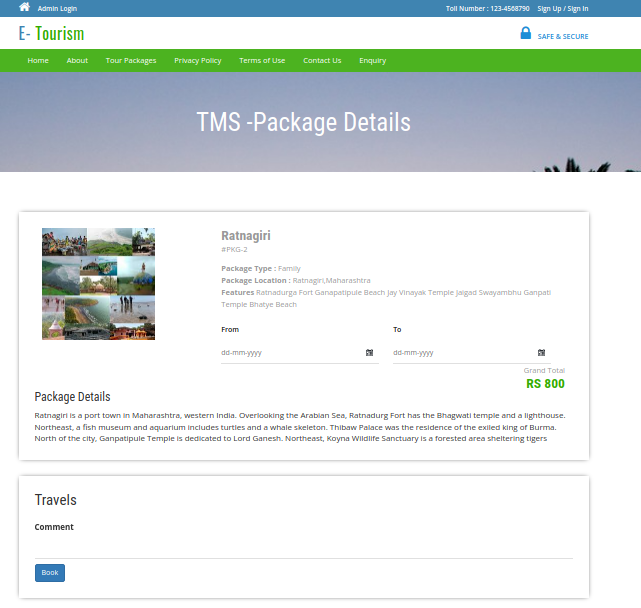 Admin Login Toll Number : 123-4568790 Sign Up / Sign In
E- Tourism SAFE & SECURE
Home About Tour Packages Privacy Policy Terms of Use Contact Us Enquiry
TMS -Package Details
Ratnagiri
#PKG-2
Package Type : Family
Package Location : Ratnagiri,Maharashtra
Features Ratnadurga Fort Ganapatipule Beach Jay Vinayak Temple Jaigad Swayambhu Ganpati
Temple Bhatye Beach
From To
dd-mm-yyyy dd-mm-yyyy
Grand Total
RS 800
Package Details
Ratnagiri is a port town in Maharashtra, western India. Overlooking the Arabian Sea, Ratnadurg Fort has the Bhagwati temple and a lighthouse.
Northeast, a fish museum and aquarium includes turtles and a whale skeleton. Thibaw Palace was the residence of the exiled king of Burma.
North of the city, Ganpatipule Temple is dedicated to Lord Ganesh. Northeast, Koyna Wildlife Sanctuary is a forested area sheltering tigers
Travels
Comment
Book